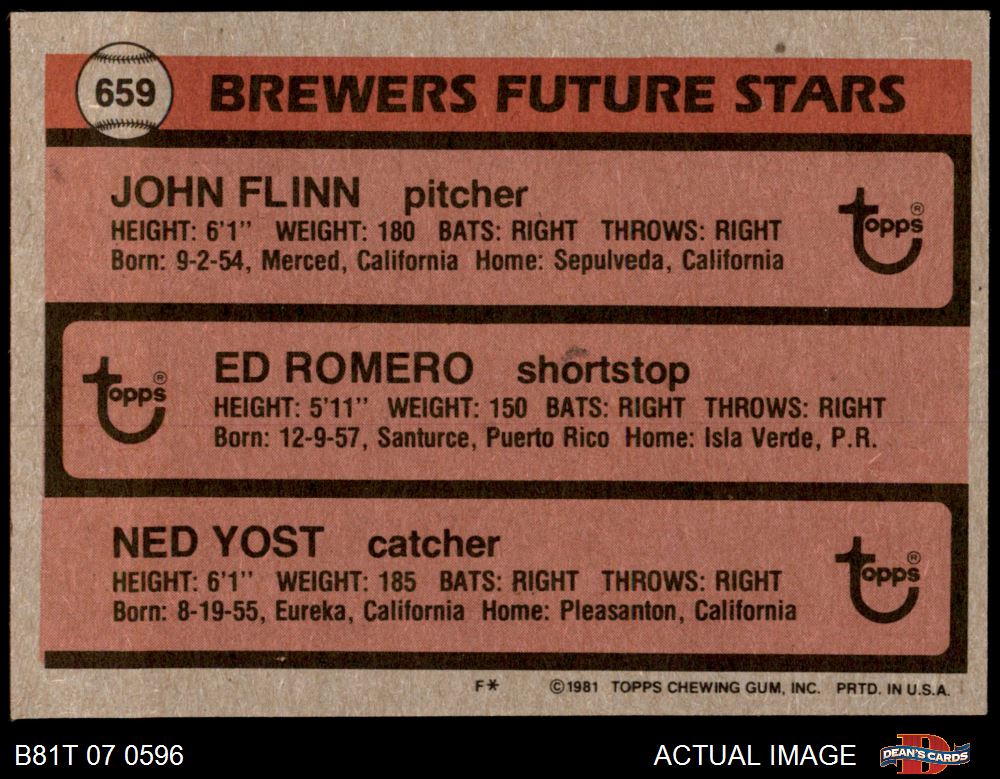 659 BREWERS FUTURE STARS
JOHN FLINN pitcher
HEIGHT: 6'1" WEIGHT: 180 BATS: RIGHT THROWS: RIGHT
Born: 9-2-54, Merced, California Home: Sepulveda, California
topps®
ED ROMERO shortstop
HEIGHT: 5'11" WEIGHT: 150 BATS: RIGHT THROWS: RIGHT
Born: 12-9-57, Santurce, Puerto Rico Home: Isla Verde, P.R.
topps®
NED YOST catcher
HEIGHT: 6'1" WEIGHT: 185 BATS: RIGHT THROWS: RIGHT
Born: 8-19-55, Eureka, California Home: Pleasanton, California
topps®
F* ©1981 TOPPS CHEWING GUM, INC. PRTD. IN U.S.A.
B81T 07 0596 ACTUAL IMAGE D DEAN'S CARDS